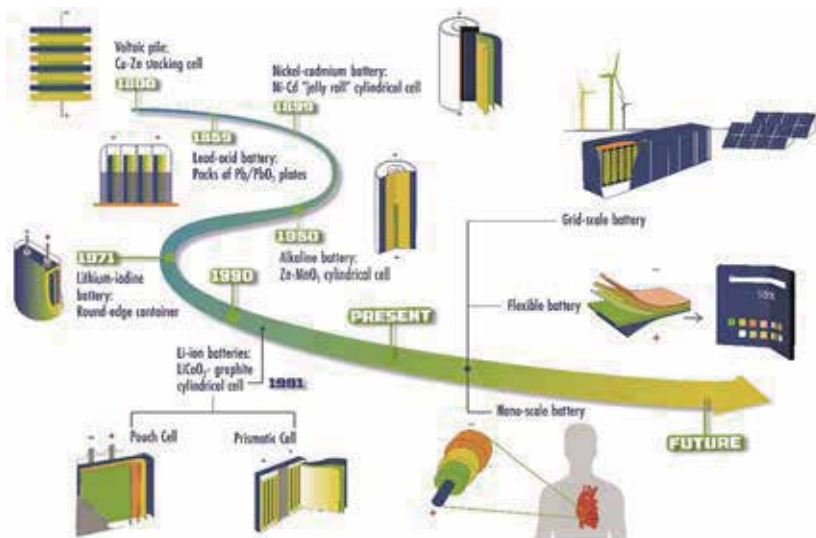 Voltaic pile:
Cu-Zn stacking cell
1800
Nickel-cadmium battery:
Ni-Cd "jelly roll" cylindrical cell
1899
1859
Lead-acid battery:
Packs of Pb/PbO₂ plates
1950
Alkaline battery:
Zn-MnO₂ cylindrical cell
1971
Lithium-iodine
battery:
Round-edge container
1990
Li-ion batteries:
LiCoO₂- graphite
cylindrical cell
1991
Pouch Cell
Prismatic Cell
PRESENT
Grid-scale battery
Flexible battery
Nano-scale battery
FUTURE